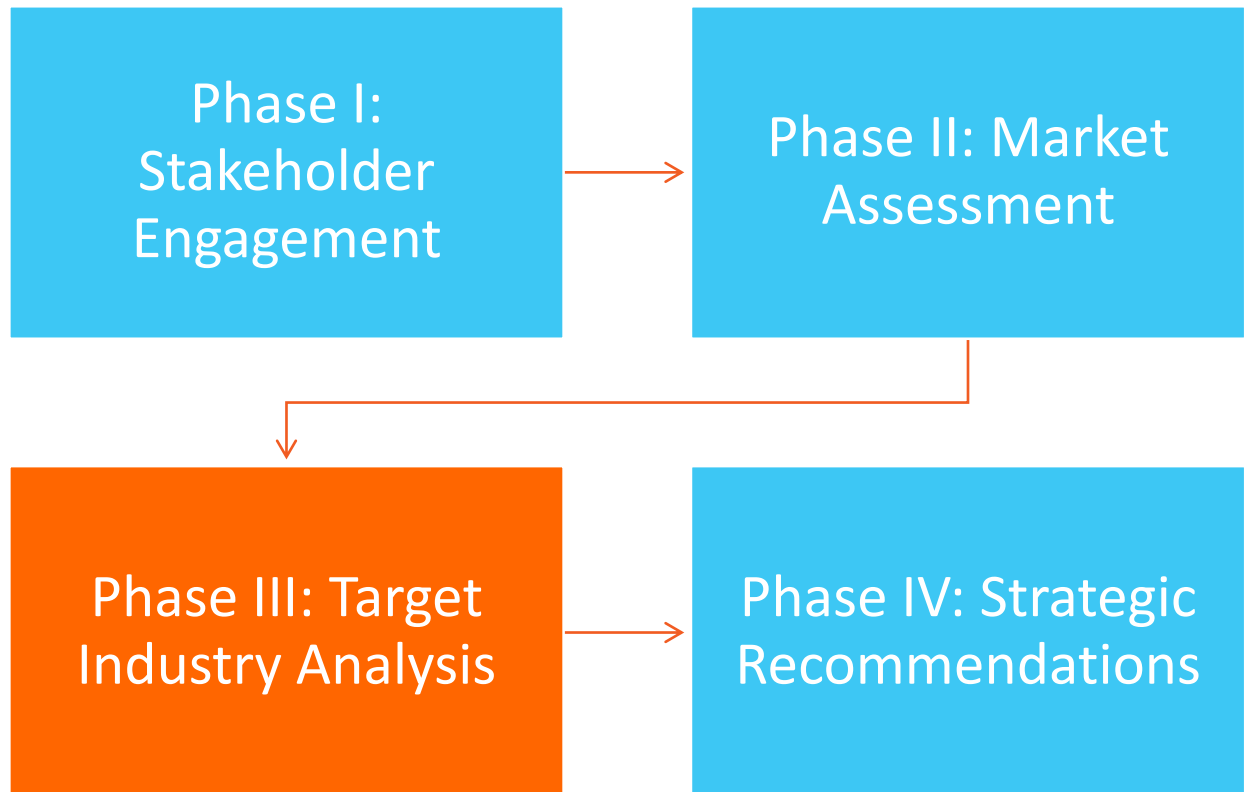 Phase I:
Stakeholder
Engagement
Phase II: Market
Assessment
Phase III: Target
Industry Analysis
Phase IV: Strategic
Recommendations